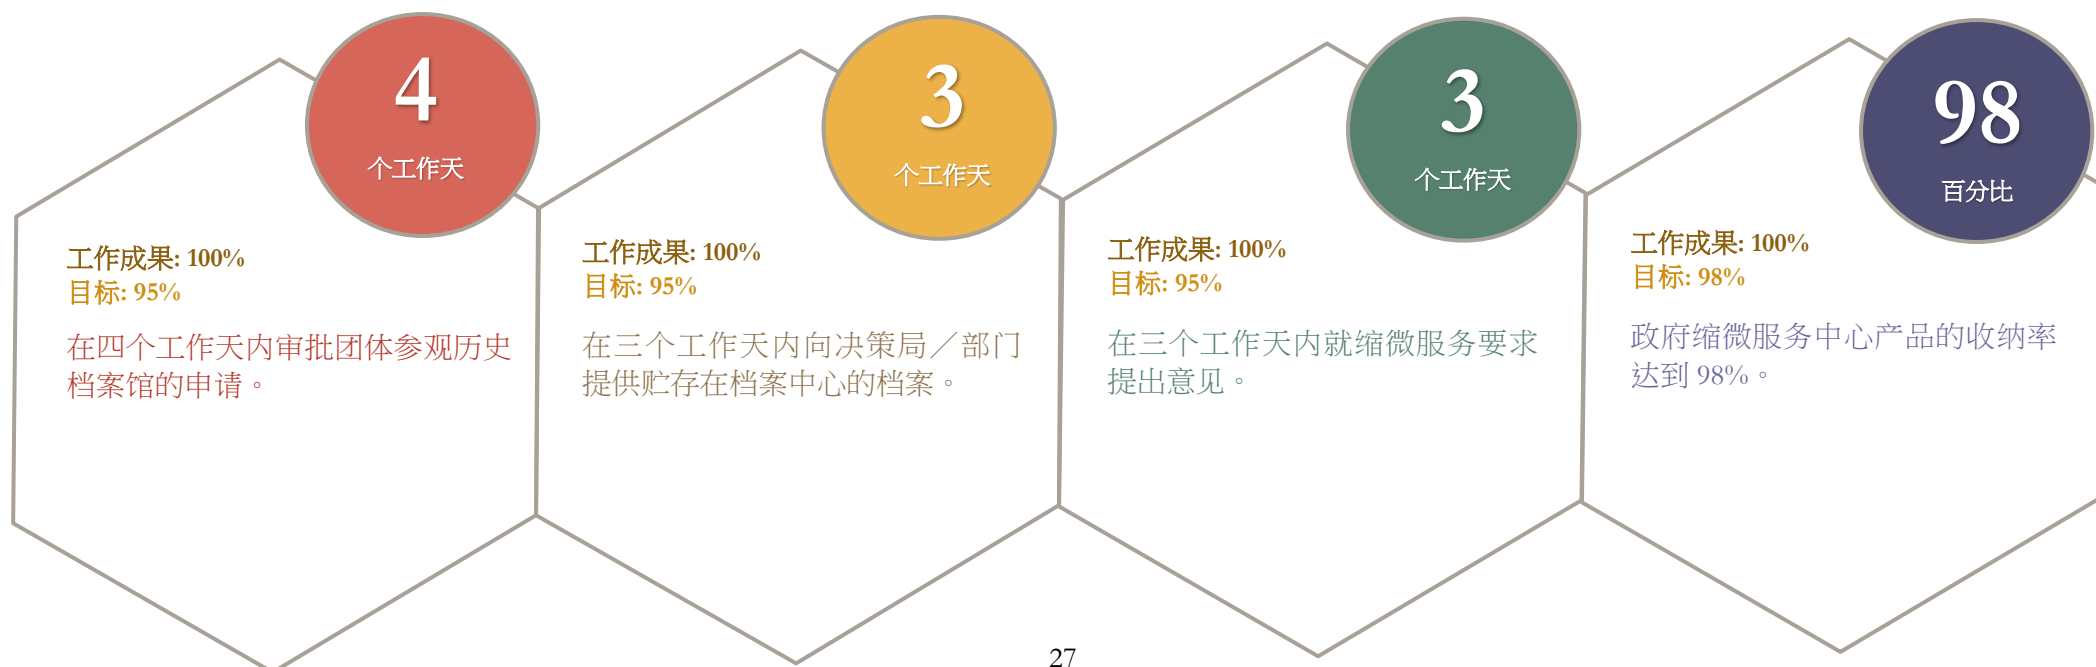 4
个工作天
工作成果: 100%
目标: 95%
在四个工作天内审批团体参观历史
档案馆的申请。
3
个工作天
工作成果: 100%
目标: 95%
在三个工作天内向决策局／部门
提供贮存在档案中心的档案。
3
个工作天
工作成果: 100%
目标: 95%
在三个工作天内就缩微服务要求
提出意见。
98
百分比
工作成果: 100%
目标: 98%
政府缩微服务中心产品的收纳率
达到 98%。
27